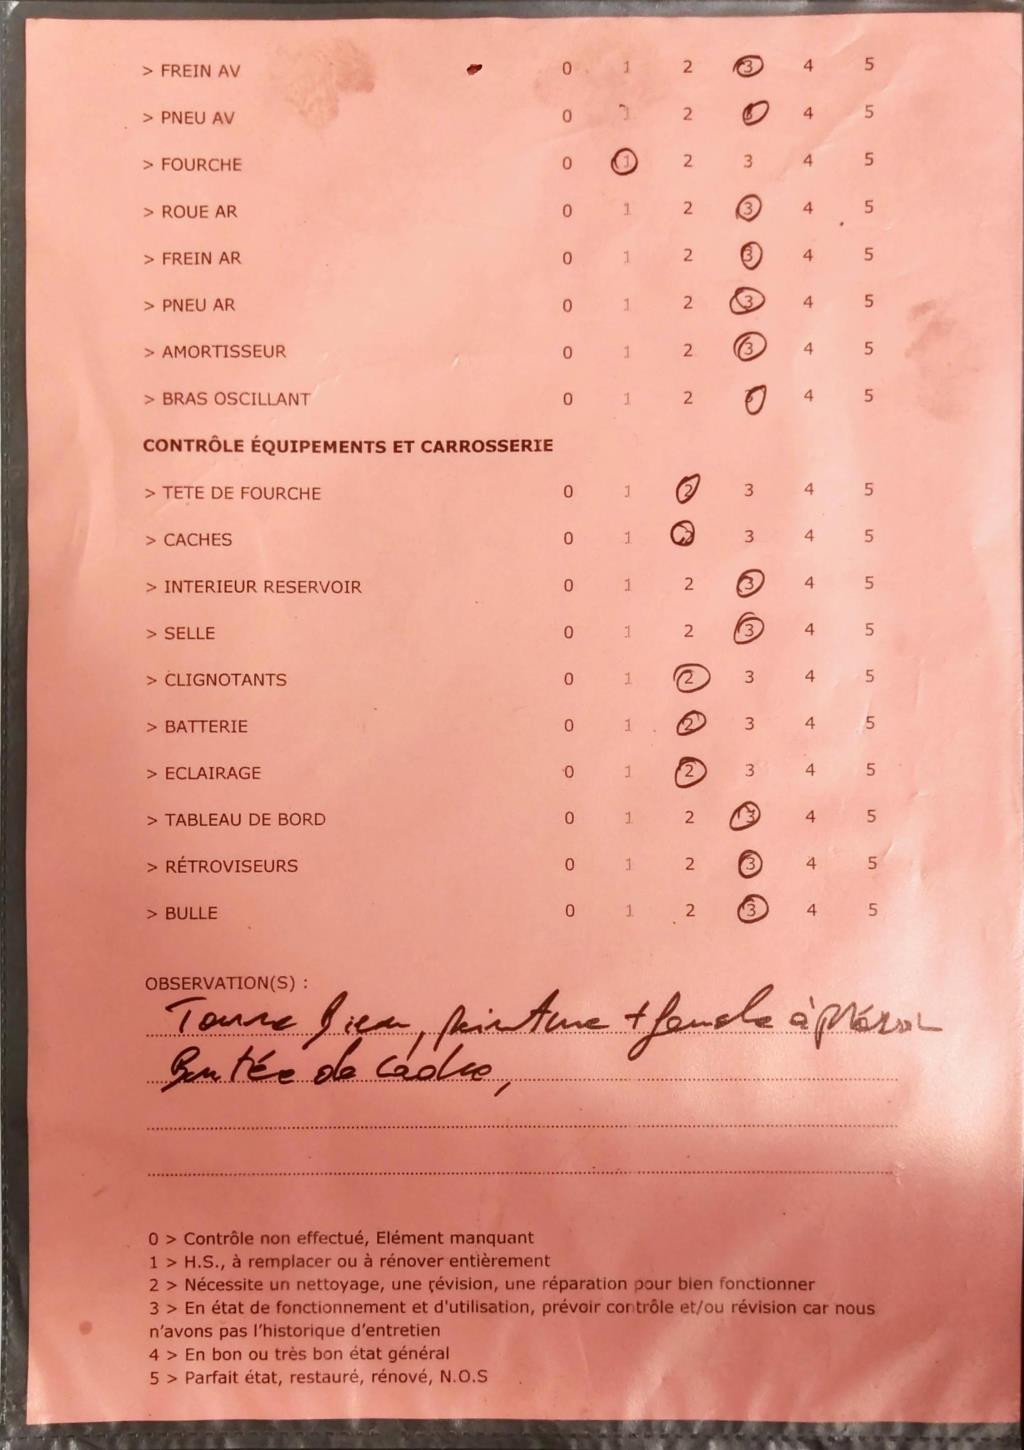 > FREIN AV 0 1 2 3 4 5
> PNEU AV 0 1 2 3 4 5
> FOURCHE 0 1 2 3 4 5
> ROUE AR 0 1 2 3 4 5
> FREIN AR 0 1 2 3 4 5
> PNEU AR 0 1 2 3 4 5
> AMORTISSEUR 0 1 2 3 4 5
> BRAS OSCILLANT 0 1 2 3 4 5
CONTRÔLE ÉQUIPEMENTS ET CARROSSERIE
> TETE DE FOURCHE 0 1 2 3 4 5
> CACHES 0 1 2 3 4 5
> INTERIEUR RESERVOIR 0 1 2 3 4 5
> SELLE 0 1 2 3 4 5
> CLIGNOTANTS 0 1 2 3 4 5
> BATTERIE 0 1 2 3 4 5
> ECLAIRAGE 0 1 2 3 4 5
> TABLEAU DE BORD 0 1 2 3 4 5
> RÉTROVISEURS 0 1 2 3 4 5
> BULLE 0 1 2 3 4 5
OBSERVATION(S) :
Tourne bien, peinture + fourche à prévoir
Butée de cadre,
0 > Contrôle non effectué, Elément manquant
1 > H.S., à remplacer ou à rénover entièrement
2 > Nécessite un nettoyage, une révision, une réparation pour bien fonctionner
3 > En état de fonctionnement et d'utilisation, prévoir contrôle et/ou révision car nous
n'avons pas l'historique d'entretien
4 > En bon ou très bon état général
5 > Parfait état, restauré, rénové, N.O.S